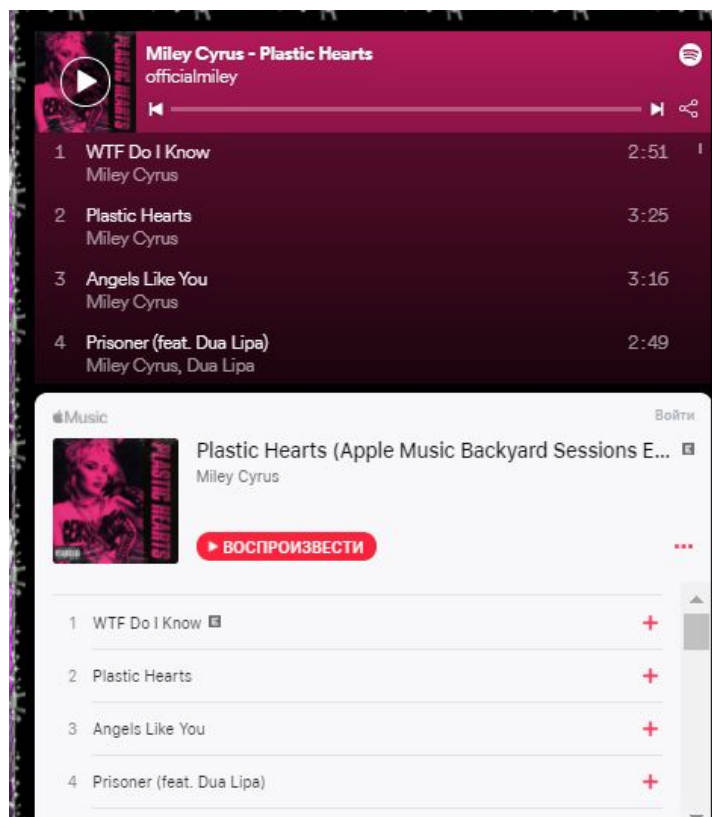 Miley Cyrus - Plastic Hearts
officialmiley
1 WTF Do I Know 2:51
Miley Cyrus
2 Plastic Hearts 3:25
Miley Cyrus
3 Angels Like You 3:16
Miley Cyrus
4 Prisoner (feat. Dua Lipa) 2:49
Miley Cyrus, Dua Lipa
PLASTIC HEARTS
Music Войти
Plastic Hearts (Apple Music Backyard Sessions E... E
Miley Cyrus
PLASTIC HEARTS
ВОСПРОИЗВЕСТИ
1 WTF Do I Know E
2 Plastic Hearts
3 Angels Like You
4 Prisoner (feat. Dua Lipa)